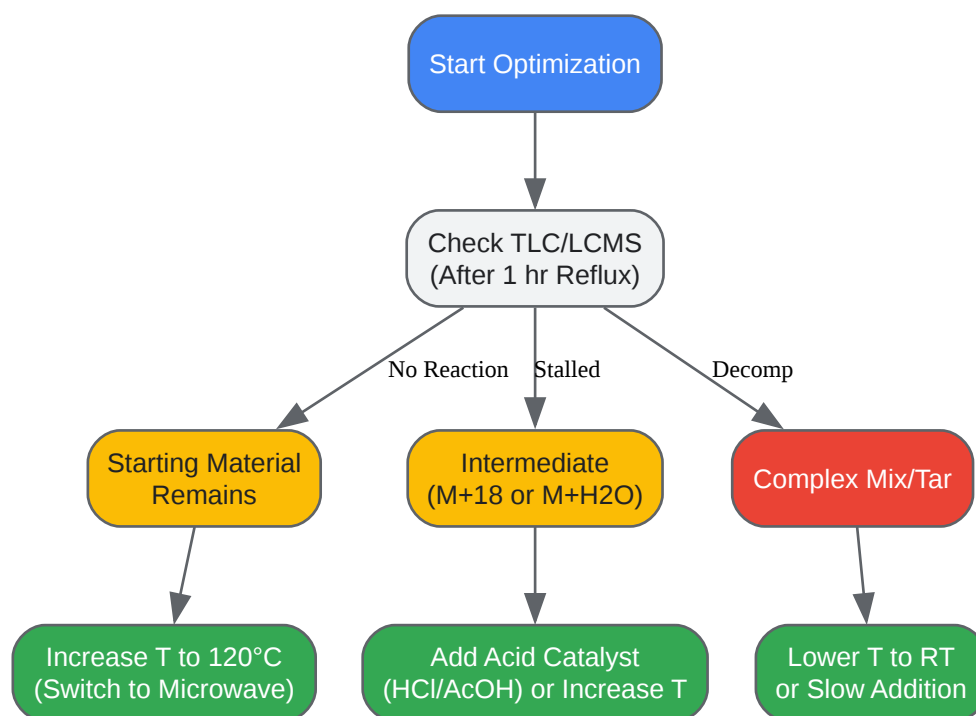 Start Optimization
Check TLC/LCMS
(After 1 hr Reflux)
No Reaction
Stalled
Decomp
Starting Material
Remains
Intermediate
(M+18 or M+H2O)
Complex Mix/Tar
Increase T to 120°C
(Switch to Microwave)
Add Acid Catalyst
(HCl/AcOH) or Increase T
Lower T to RT
or Slow Addition